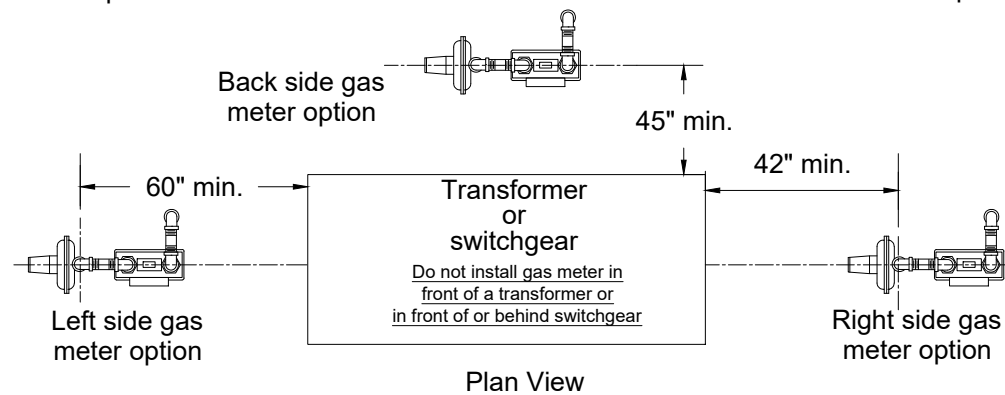 Back side gas
meter option
45" min.
60" min.
42" min.
Transformer
or
switchgear
Do not install gas meter in
front of a transformer or
in front of or behind switchgear
Left side gas
meter option
Right side gas
meter option
Plan View